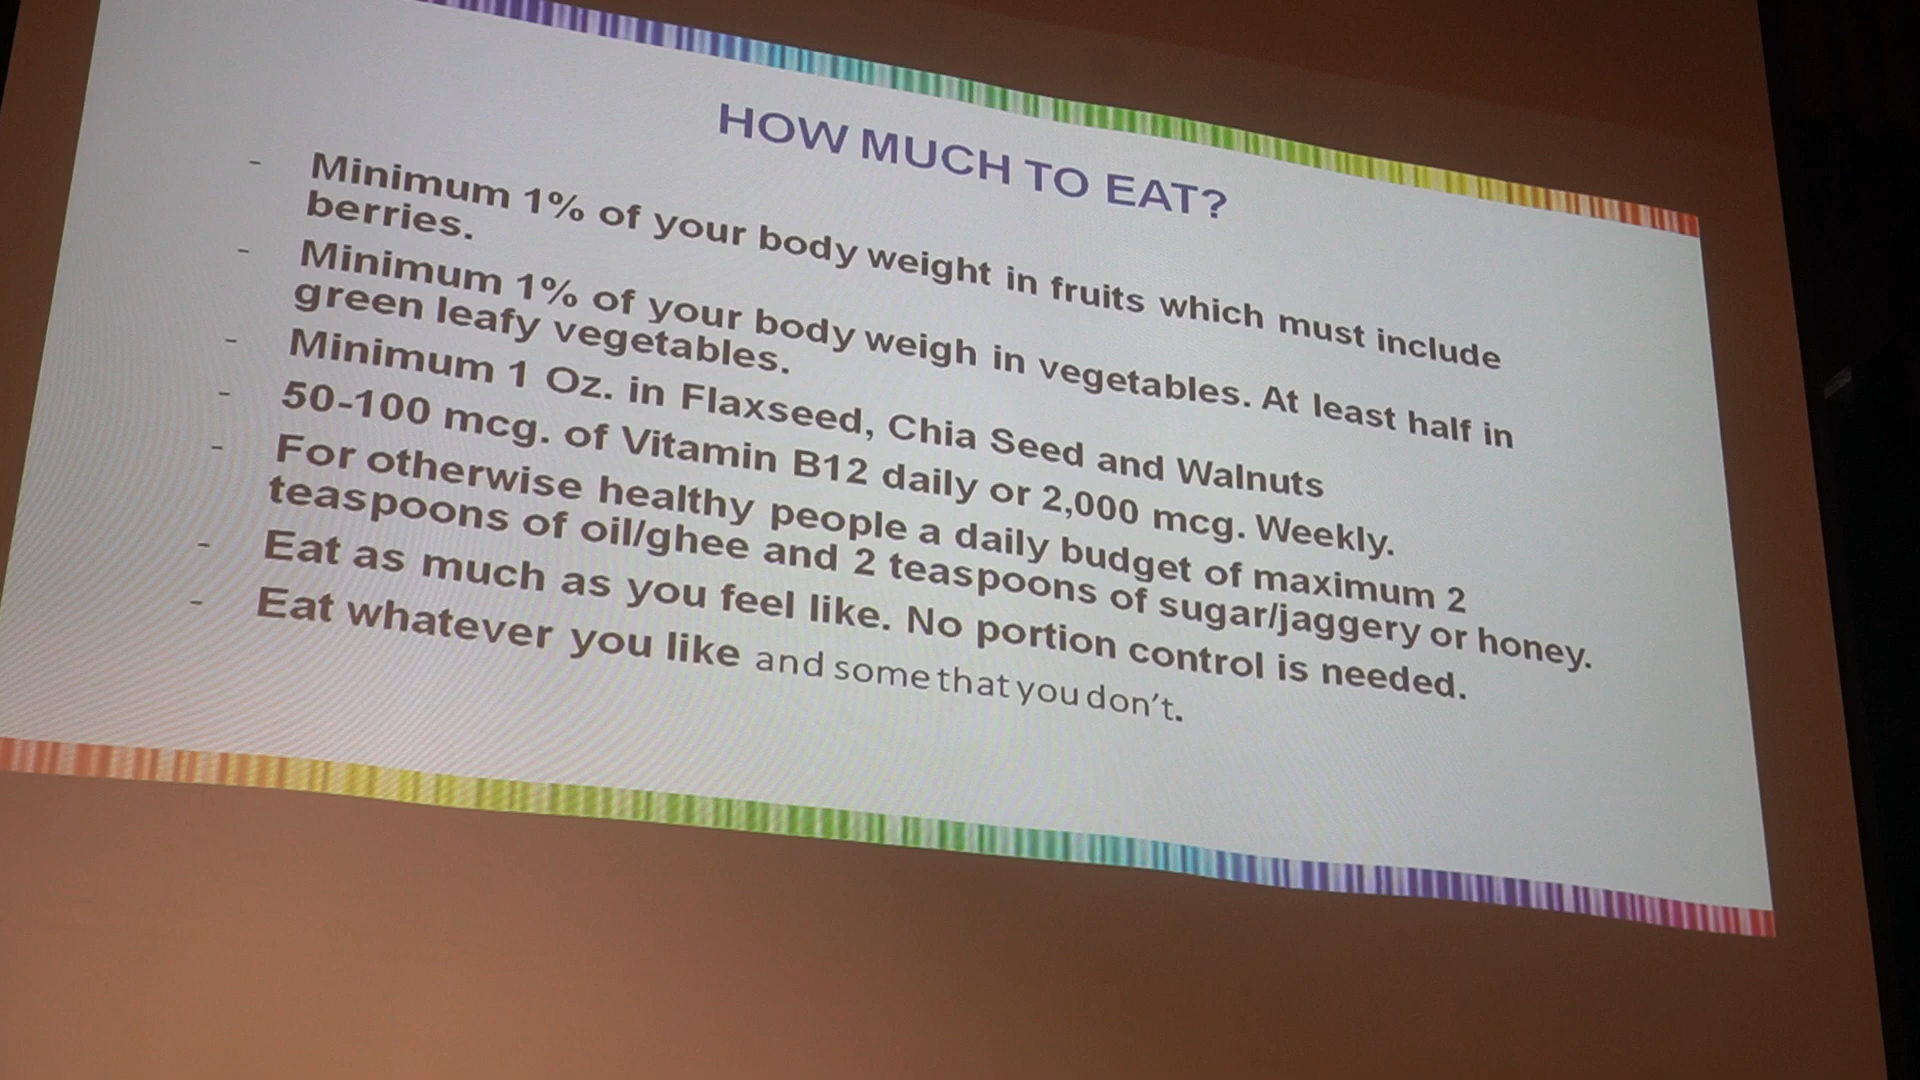 HOW MUCH TO EAT?
- Minimum 1% of your body weight in fruits which must include
berries.
- Minimum 1% of your body weigh in vegetables. At least half in
green leafy vegetables.
- Minimum 1 Oz. in Flaxseed, Chia Seed and Walnuts
- 50-100 mcg. of Vitamin B12 daily or 2,000 mcg. Weekly.
- For otherwise healthy people a daily budget of maximum 2
teaspoons of oil/ghee and 2 teaspoons of sugar/jaggery or honey.
- Eat as much as you feel like. No portion control is needed.
- Eat whatever you like and some that you don't.